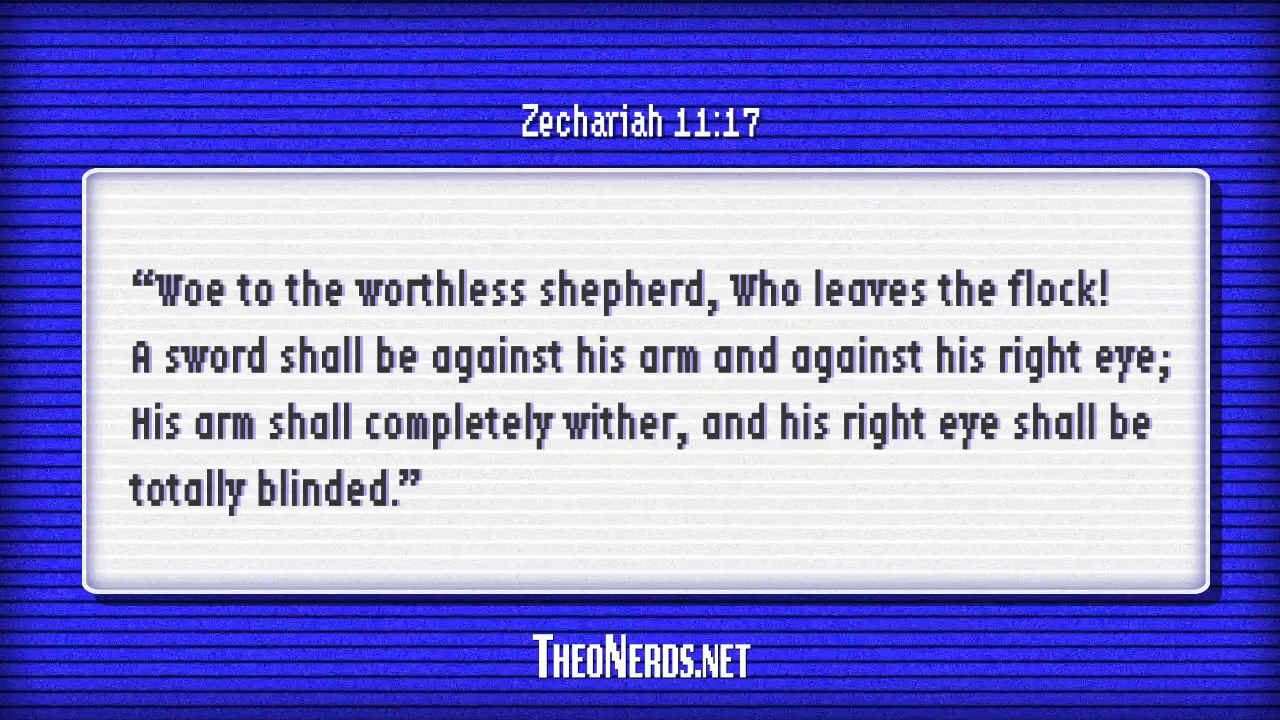 Zechariah 11:17
“Woe to the worthless shepherd, Who leaves the flock!
A sword shall be against his arm and against his right eye;
His arm shall completely wither, and his right eye shall be
totally blinded.”
TheoNerds.net